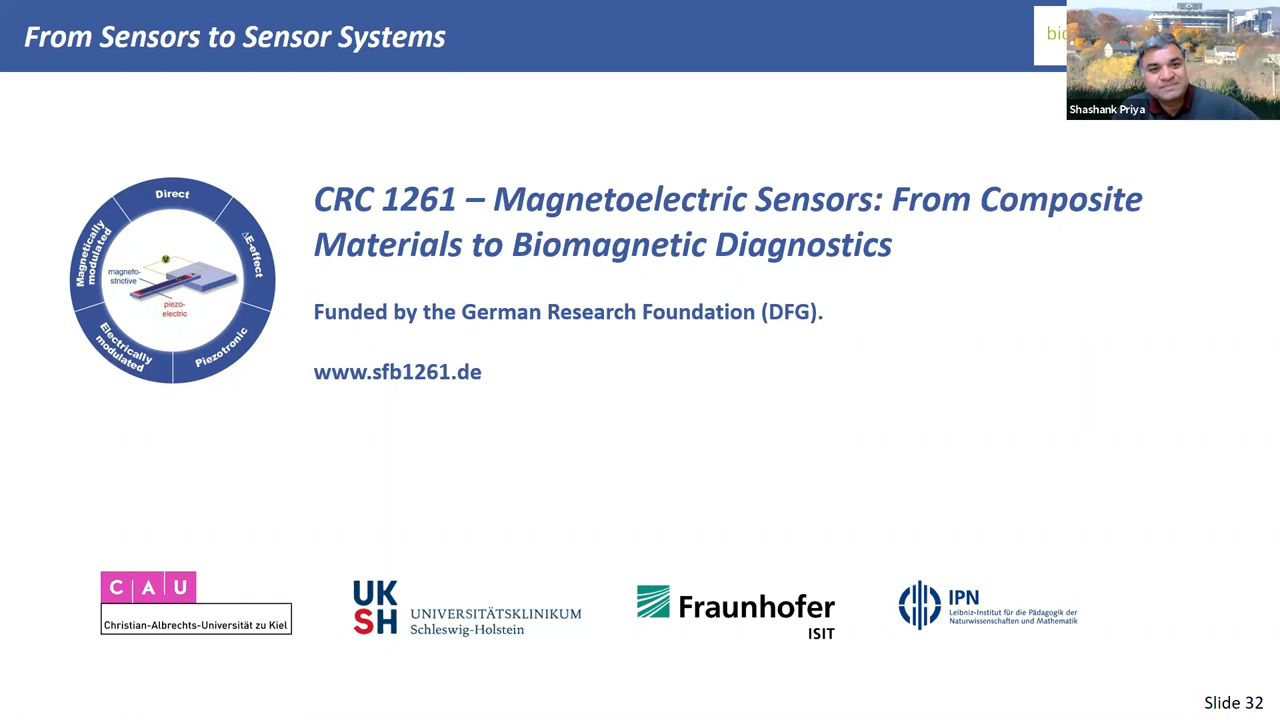 From Sensors to Sensor Systems
Shashank Priya
Direct
ΔE-effect
Piezotronic
Electrically
modulated
Magnetically
modulated
V
magneto-
strictive
piezo-
electric
CRC 1261 – Magnetoelectric Sensors: From Composite
Materials to Biomagnetic Diagnostics
Funded by the German Research Foundation (DFG).
www.sfb1261.de
CAU
Christian-Albrechts-Universität zu Kiel
UK
SH
UNIVERSITÄTSKLINIKUM
Schleswig-Holstein
Fraunhofer
ISIT
IPN
Leibniz-Institut für die Pädagogik der
Naturwissenschaften und Mathematik
Slide 32